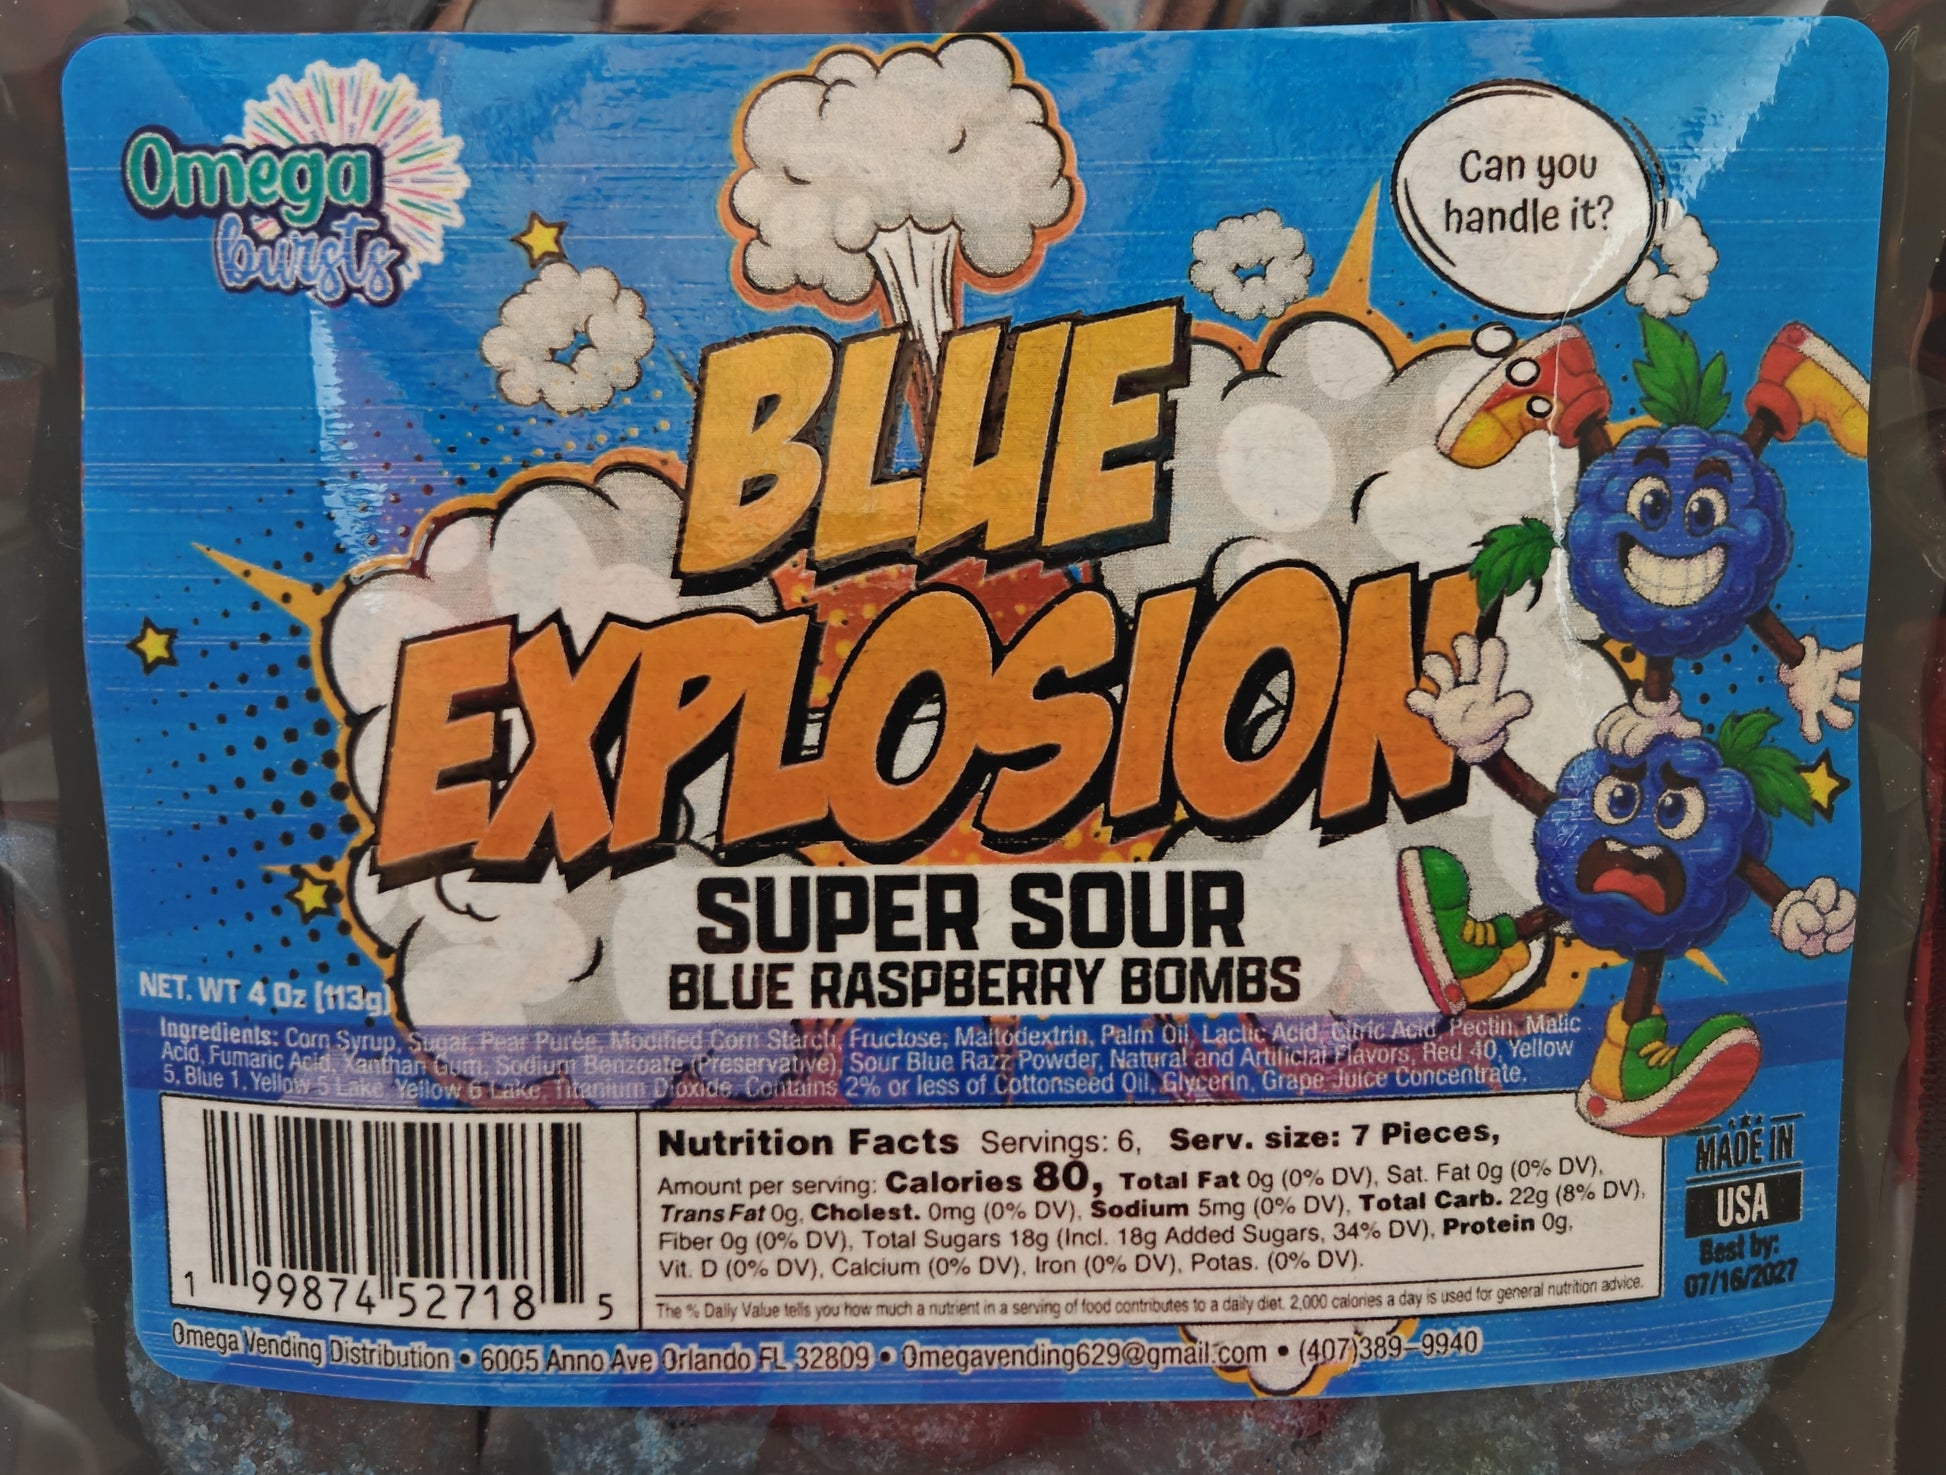 Omega
bursts
Can you
handle it?
BLUE
EXPLOSION
SUPER SOUR
BLUE RASPBERRY BOMBS
NET. WT 4 Oz (113g)
Ingredients: Corn Syrup, Sugar, Pear Purée, Modified Corn Starch, Fructose, Maltodextrin, Palm Oil, Lactic Acid, Citric Acid, Pectin, Malic
Acid, Fumaric Acid, Xanthan Gum, Sodium Benzoate (Preservative), Sour Blue Razz Powder, Natural and Artificial Flavors, Red 40, Yellow
5, Blue 1, Yellow 5 Lake, Yellow 6 Lake, Titanium Dioxide. Contains 2% or less of Cottonseed Oil, Glycerin, Grape Juice Concentrate.
Nutrition Facts Servings: 6, Serv. size: 7 Pieces,
Amount per serving: Calories 80, Total Fat 0g (0% DV), Sat. Fat 0g (0% DV),
Trans Fat 0g, Cholest. 0mg (0% DV), Sodium 5mg (0% DV), Total Carb. 22g (8% DV),
Fiber 0g (0% DV), Total Sugars 18g (Incl. 18g Added Sugars, 34% DV), Protein 0g,
Vit. D (0% DV), Calcium (0% DV), Iron (0% DV), Potas. (0% DV).
The % Daily Value tells you how much a nutrient in a serving of food contributes to a daily diet. 2,000 calories a day is used for general nutrition advice.
1 99874 52718 5
MADE IN
USA
Best by:
07/16/2027
Omega Vending Distribution • 6005 Anno Ave Orlando FL 32809 • Omegavending629@gmail.com • (407)389-9940